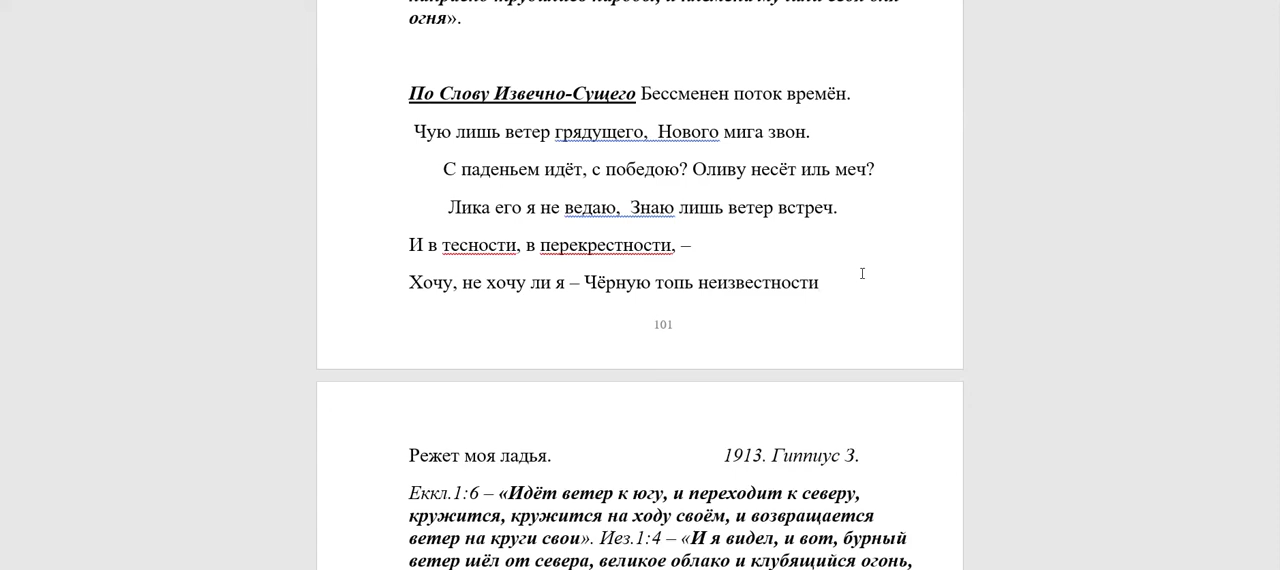 огня».
По Слову Извечно-Сущего Бессменен поток времён.
Чую лишь ветер грядущего,  Нового мига звон.
С паденьем идёт, с победою? Оливу несёт иль меч?
Лика его я не ведаю,  Знаю лишь ветер встреч.
И в тесности, в перекрестности, –
Хочу, не хочу ли я – Чёрную топь неизвестности
101
Режет моя ладья. 1913. Гиппиус З.
Еккл.1:6 – «Идёт ветер к югу, и переходит к северу,
кружится, кружится на ходу своём, и возвращается
ветер на круги свои». Иез.1:4 – «И я видел, и вот, бурный
ветер шёл от севера, великое облако и клубящийся огонь,